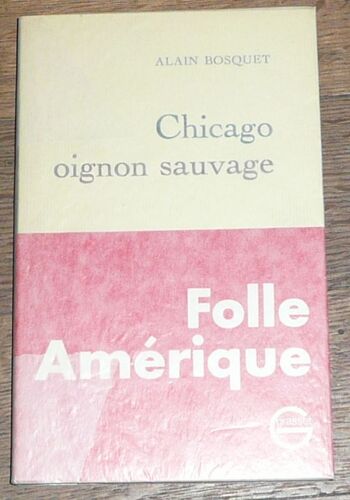 ALAIN BOSQUET
Chicago
oignon sauvage
Folle
Amérique
grasset